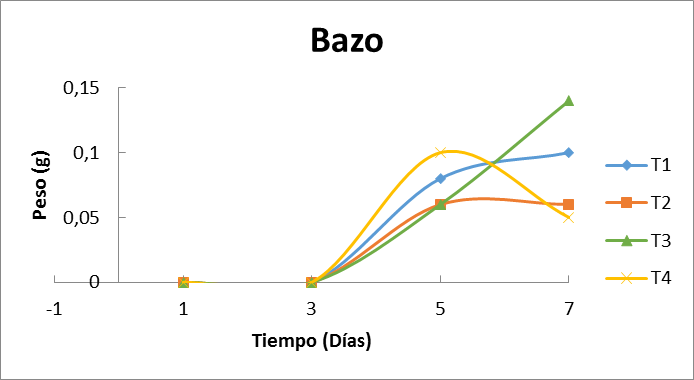 Bazo
0,15
0,1
0,05
0
Peso (g)
-1 1 3 5 7
Tiempo (Días)
T1
T2
T3
T4